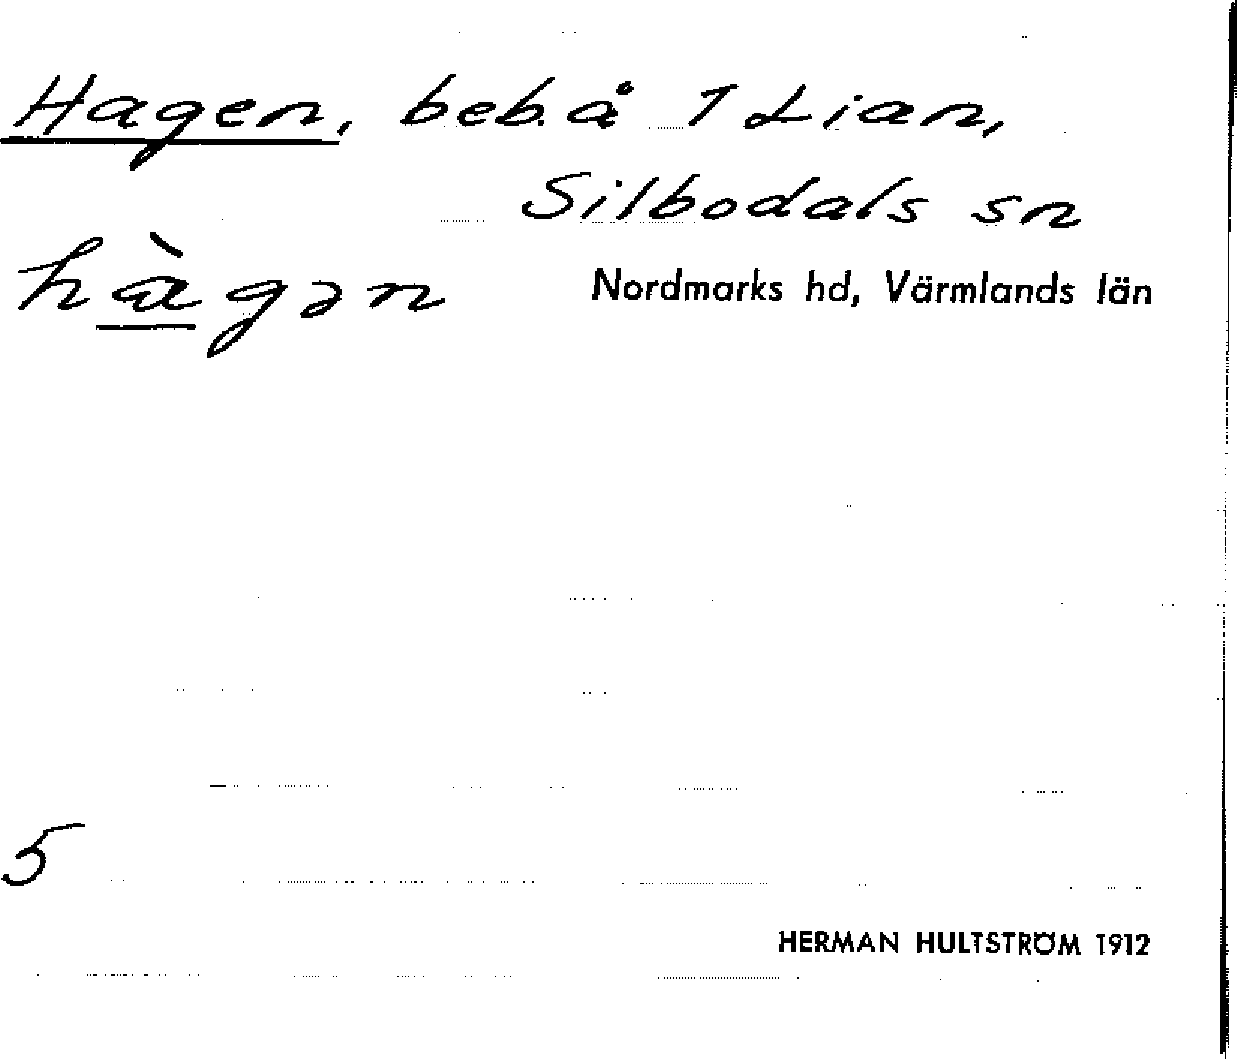 Hagen, beb. å 1 Lian,
Silbodals sn
hàgən
Nordmarks hd, Värmlands län
5
HERMAN HULTSTRÖM 1912